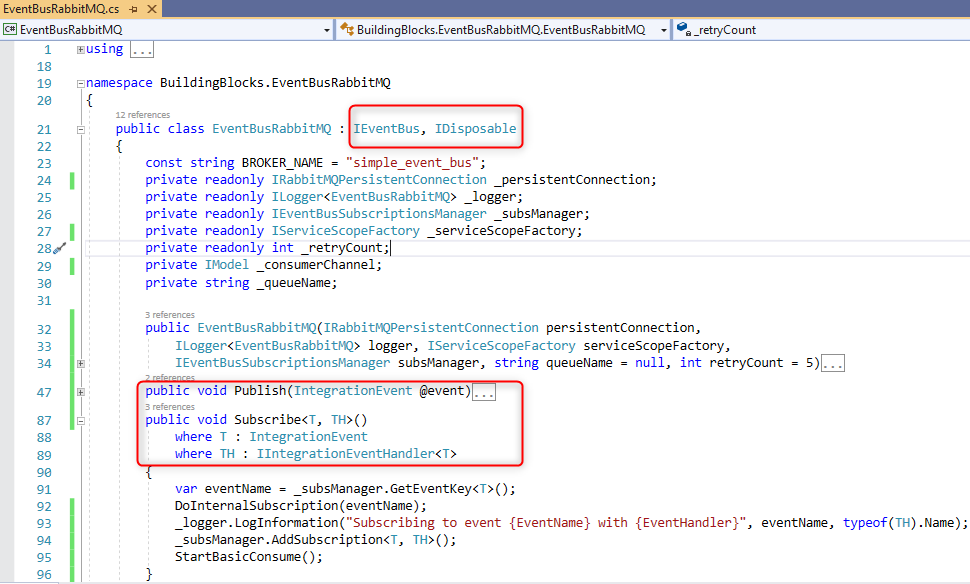 EventBusRabbitMQ.cs
C# EventBusRabbitMQ BuildingBlocks.EventBusRabbitMQ.EventBusRabbitMQ _retryCount
1 using ...
18
19 namespace BuildingBlocks.EventBusRabbitMQ
20 {
12 references
21 public class EventBusRabbitMQ : IEventBus, IDisposable
22 {
23 const string BROKER_NAME = "simple_event_bus";
24 private readonly IRabbitMQPersistentConnection _persistentConnection;
25 private readonly ILogger<EventBusRabbitMQ> _logger;
26 private readonly IEventBusSubscriptionsManager _subsManager;
27 private readonly IServiceScopeFactory _serviceScopeFactory;
28 private readonly int _retryCount;
29 private IModel _consumerChannel;
30 private string _queueName;
31
3 references
32 public EventBusRabbitMQ(IRabbitMQPersistentConnection persistentConnection,
33 ILogger<EventBusRabbitMQ> logger, IServiceScopeFactory serviceScopeFactory,
34 IEventBusSubscriptionsManager subsManager, string queueName = null, int retryCount = 5)...
2 references
47 public void Publish(IntegrationEvent @event)...
3 references
87 public void Subscribe<T, TH>()
88 where T : IntegrationEvent
89 where TH : IIntegrationEventHandler<T>
90 {
91 var eventName = _subsManager.GetEventKey<T>();
92 DoInternalSubscription(eventName);
93 _logger.LogInformation("Subscribing to event {EventName} with {EventHandler}", eventName, typeof(TH).Name);
94 _subsManager.AddSubscription<T, TH>();
95 StartBasicConsume();
96 }